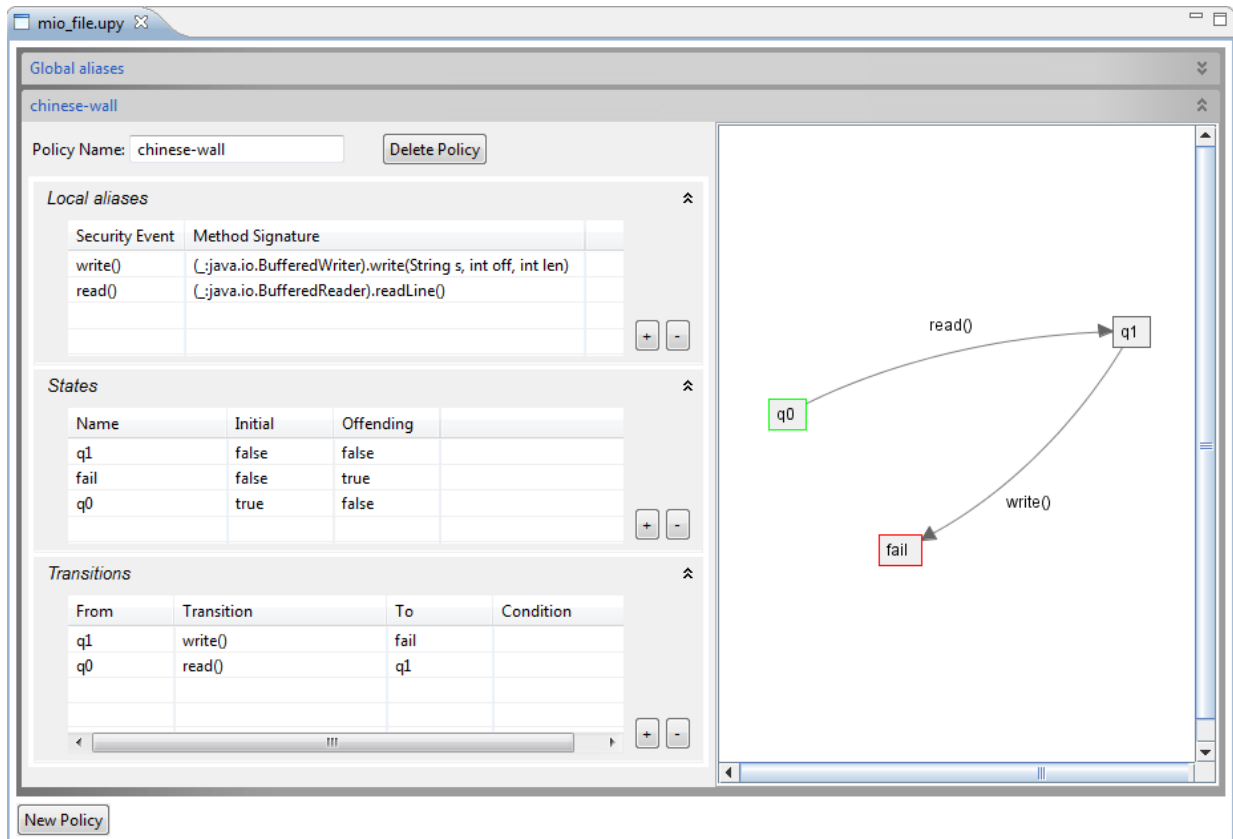 mio_file.upy
Global aliases
chinese-wall
Policy Name: chinese-wall Delete Policy
Local aliases
Security Event Method Signature
write() (_:java.io.BufferedWriter).write(String s, int off, int len)
read() (_:java.io.BufferedReader).readLine()
+ -
States
Name Initial Offending
q1 false false
fail false true
q0 true false
+ -
Transitions
From Transition To Condition
q1 write() fail
q0 read() q1
+ -
read()
q1
q0
write()
fail
New Policy